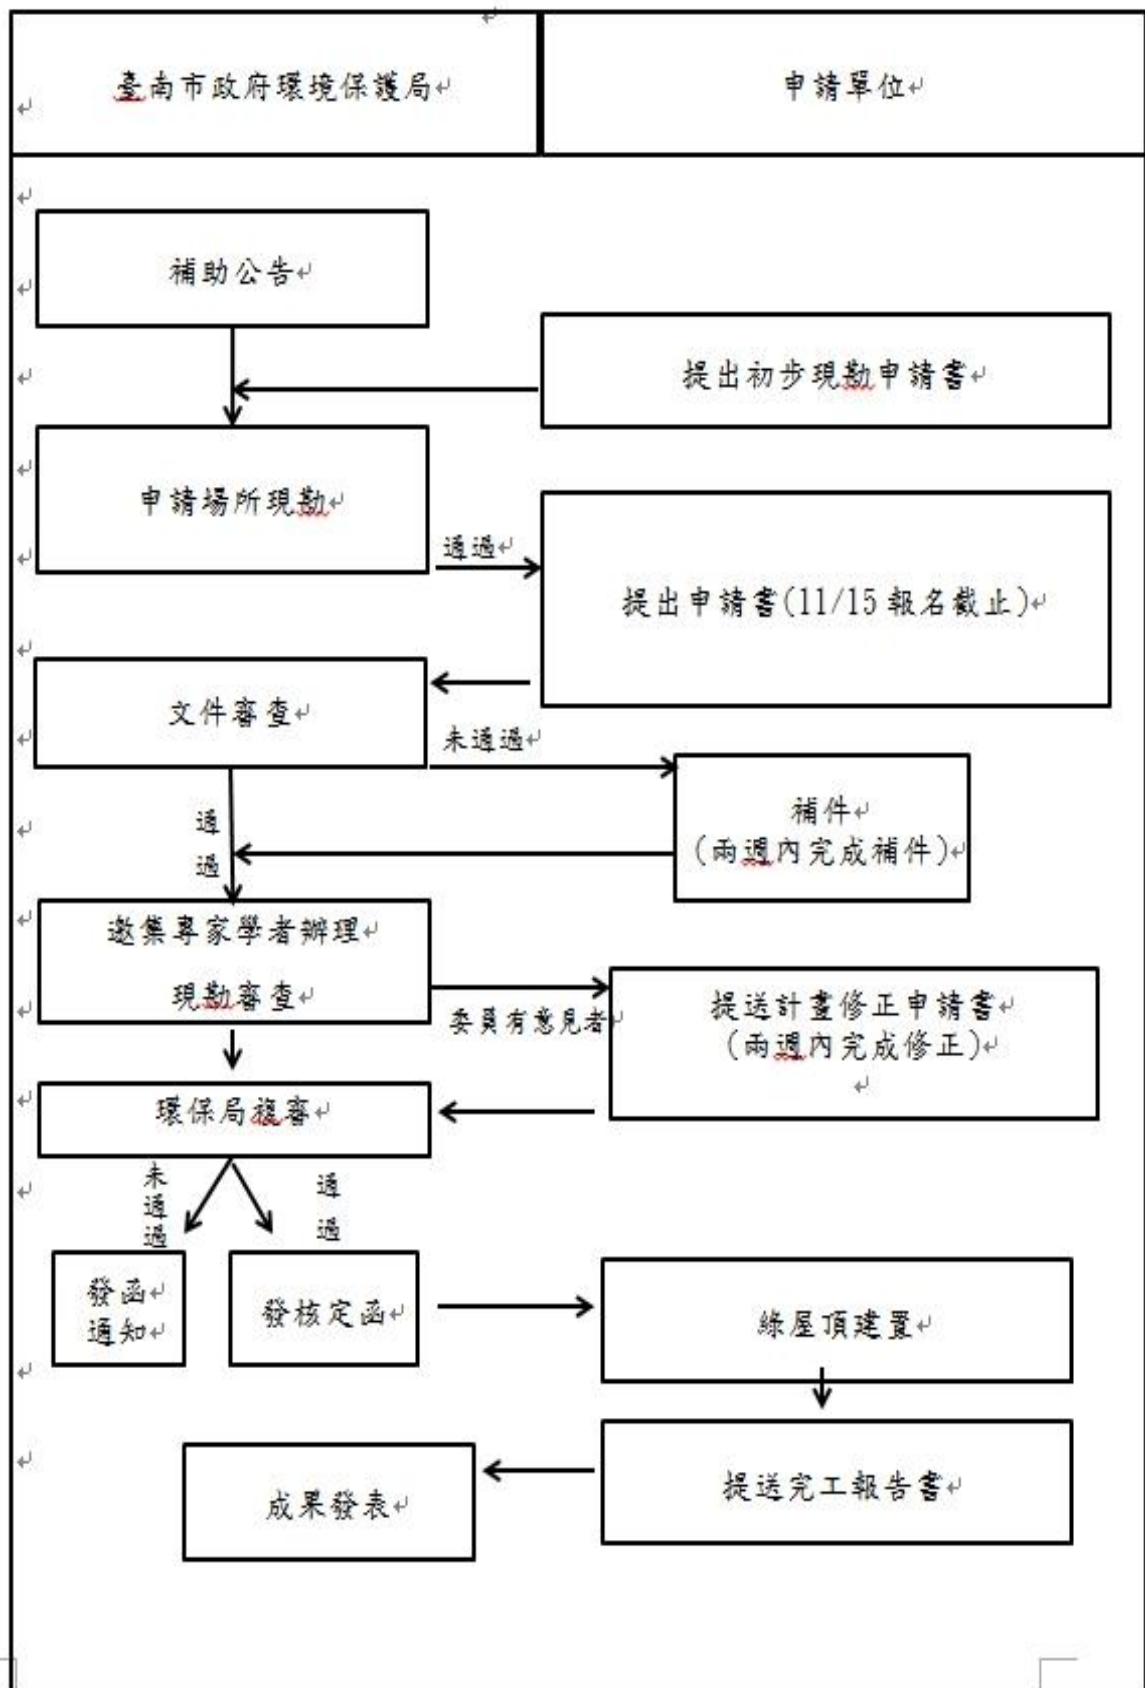 臺南市政府環境保護局
申請單位
補助公告
提出初步現勘申請書
申請場所現勘
通過
提出申請書(11/15 報名截止)
文件審查
未通過
補件
(兩週內完成補件)
通
過
邀集專家學者辦理
現勘審查
委員有意見者
提送計畫修正申請書
(兩週內完成修正)
環保局複審
未
通
過
通
過
發函
通知
發核定函
綠屋頂建置
提送完工報告書
成果發表